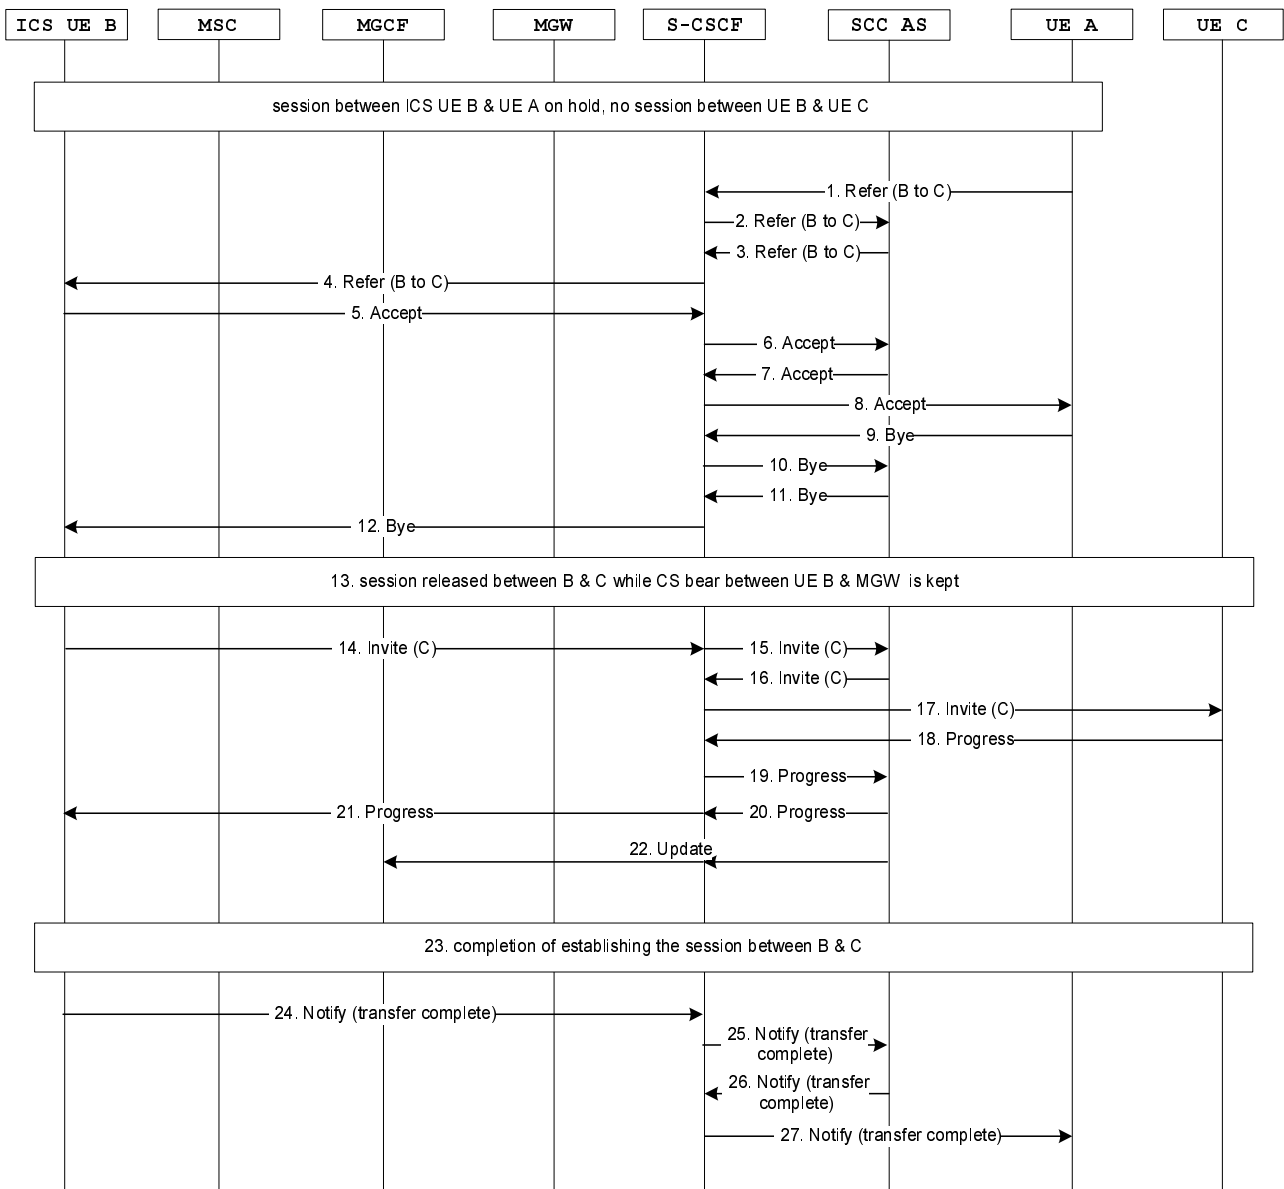 ICS UE B
MSC
MGCF
MGW
S-CSCF
SCC AS
UE A
UE C
session between ICS UE B & UE A on hold, no session between UE B & UE C
1. Refer (B to C)
2. Refer (B to C)
3. Refer (B to C)
4. Refer (B to C)
5. Accept
6. Accept
7. Accept
8. Accept
9. Bye
10. Bye
11. Bye
12. Bye
13. session released between B & C while CS bear between UE B & MGW is kept
14. Invite (C)
15. Invite (C)
16. Invite (C)
17. Invite (C)
18. Progress
19. Progress
21. Progress
20. Progress
22. Update
23. completion of establishing the session between B & C
24. Notify (transfer complete)
25. Notify (transfer
complete)
26. Notify (transfer
complete)
27. Notify (transfer complete)